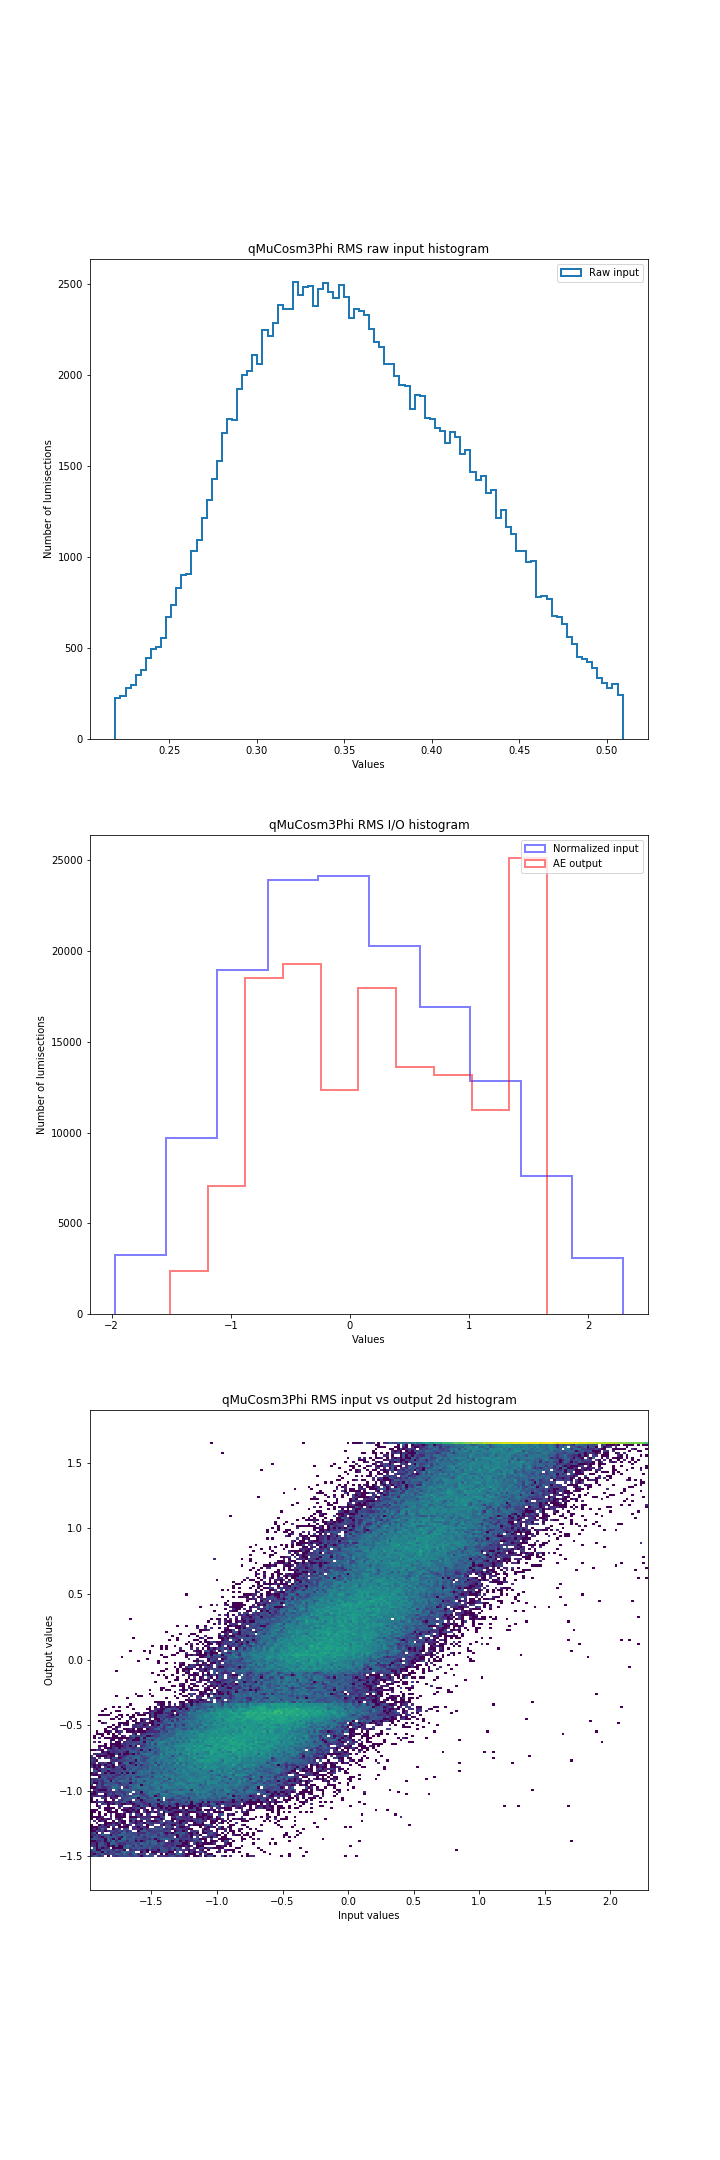 qMuCosm3Phi RMS raw input histogram
Raw input
2500
2000
1500
1000
500
0
Number of lumisections
0.25 0.30 0.35 0.40 0.45 0.50
Values
qMuCosm3Phi RMS I/O histogram
Normalized input
AE output
25000
20000
15000
10000
5000
0
Number of lumisections
−2 −1 0 1 2
Values
qMuCosm3Phi RMS input vs output 2d histogram
1.5
1.0
0.5
0.0
−0.5
−1.0
−1.5
Output values
−1.5 −1.0 −0.5 0.0 0.5 1.0 1.5 2.0
Input values